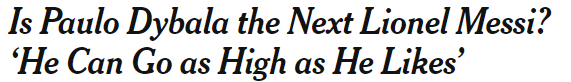 Is Paulo Dybala the Next Lionel Messi?
‘He Can Go as High as He Likes’